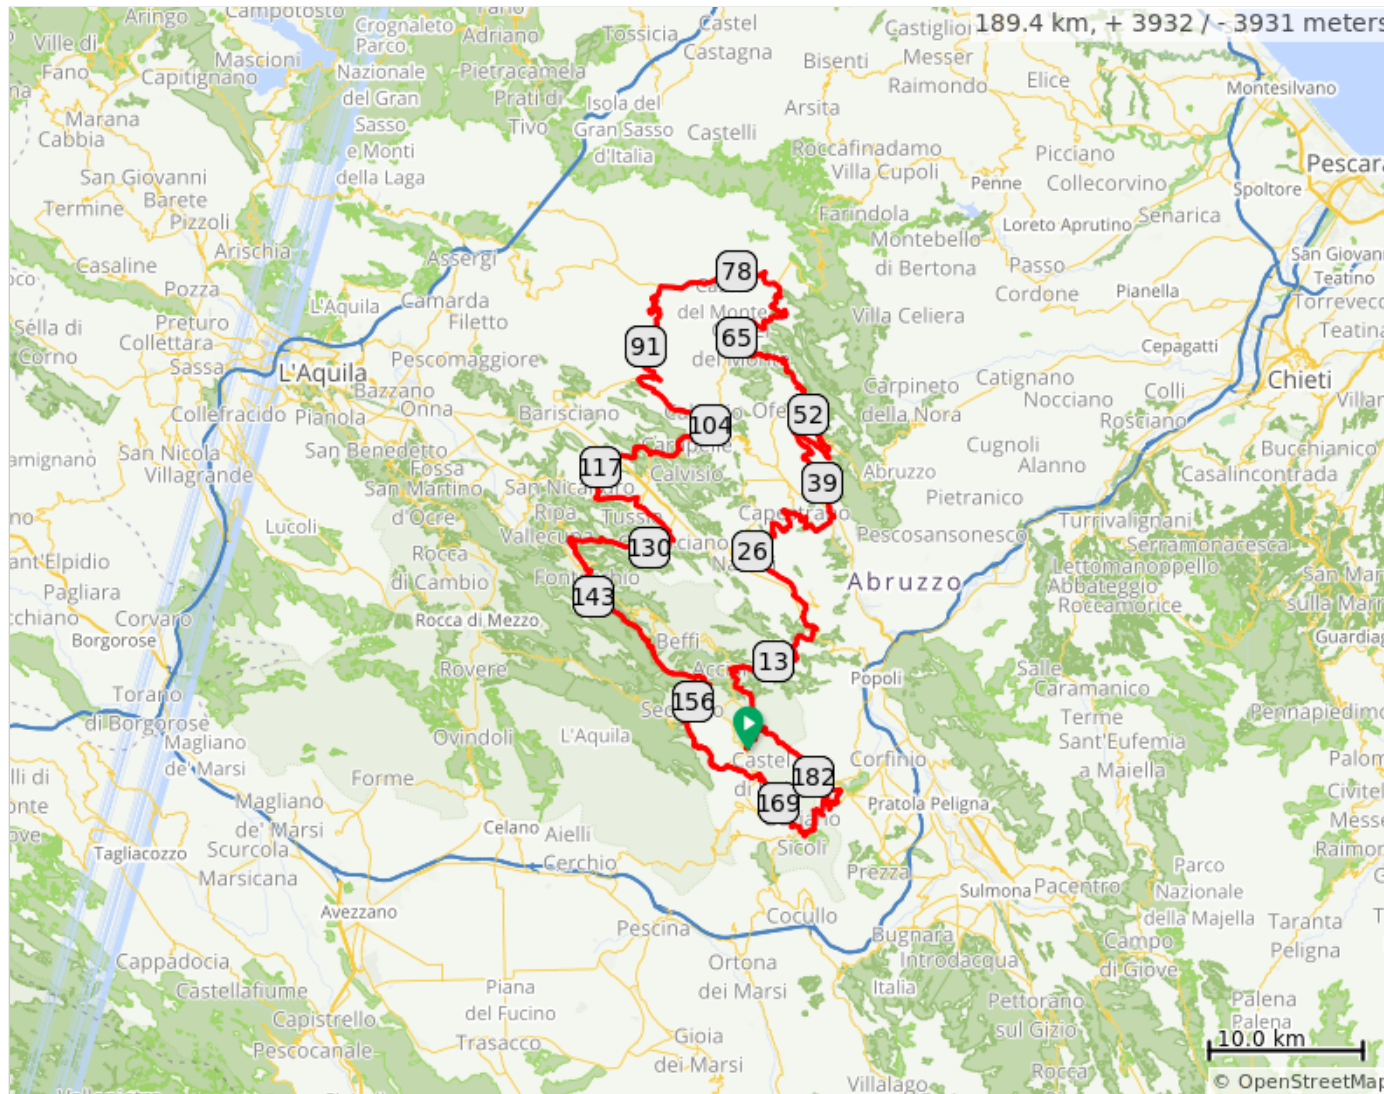 189.4 km, + 3932 / - 3931 meters
Aringo
Campotosto
Ville di
Fano
Mascioni
Capitignano
Crognaleto
Parco
Nazionale
del Gran
Sasso
e Monti
della Laga
Adriano
Pietracamela
Prati di
Tivo
Tossicia
Castel
Castagna
Bisenti
Messer
Raimondo
Elice
Montesilvano
Marana
Cabbia
Isola del
Gran Sasso
d'Italia
Castelli
Arsita
Roccafinadamo
Villa Cupoli
Picciano
Collecorvino
Penne
Spoltore
San Giovanni
Termine
Barete
Pizzoli
Arischia
Farindola
Montebello
di Bertona
Loreto Aprutino
Senarica
Casaline
Pozza
Assergi
Camarda
Filetto
L'Aquila
Preturo
Collettara
Sassa
Corno
Passo
Cordone
Pianella
Teatino
78
del Monte
Villa Celiera
65
91
Cepagatti
Pescomaggiore
L'Aquila
Bazzano
Onna
Pianola
Collefracido
Barisciano
Carpineto
della Nora
Catignano
Nocciano
Colli
Rosciano
Chieti
52
104
San Nicola
Villagrande
San Benedetto
Fossa
San Martino
d'Ocre
117
Calvisio
39
Abruzzo
Pietranico
Cugnoli
Alanno
Bucchianico
Casalincontrada
Lucoli
Ripa
Tussio
130
26
Pescosansonesco
Turrivalignani
Serramonacesca
Lettomanoppello
Abbateggio
Roccamorice
Rocca
di Cambio
Pagliara
Corvaro
Borgorose
143
Abruzzo
Rocca di Mezzo
Beffi
13
Rovere
Popoli
Salle
Caramanico
Terme
Sant'Eufemia
a Maiella
Torano
di Borgorose
Magliano
de' Marsi
156
Ovindoli
L'Aquila
Corfinio
Forme
182
169
Pratola Peligna
Magliano
de' Marsi
Scurcola
Marsicana
Tagliacozzo
Celano
Aielli
Cerchio
Sicoli
Prezza
Sulmona
Pacentro
Parco
Nazionale
della Majella
Taranta
Peligna
Avezzano
Pescina
Cocullo
Bugnara
Introdacqua
Campo
di Giove
Cappadocia
Castellafiume
Ortona
dei Marsi
Italia
Pettorano
sul Gizio
Palena
Palena
Capistrello
Pescocanale
Piana
del Fucino
Trasacco
Gioia
dei Marsi
Rocca
Villalago
10.0 km
© OpenStreetMap